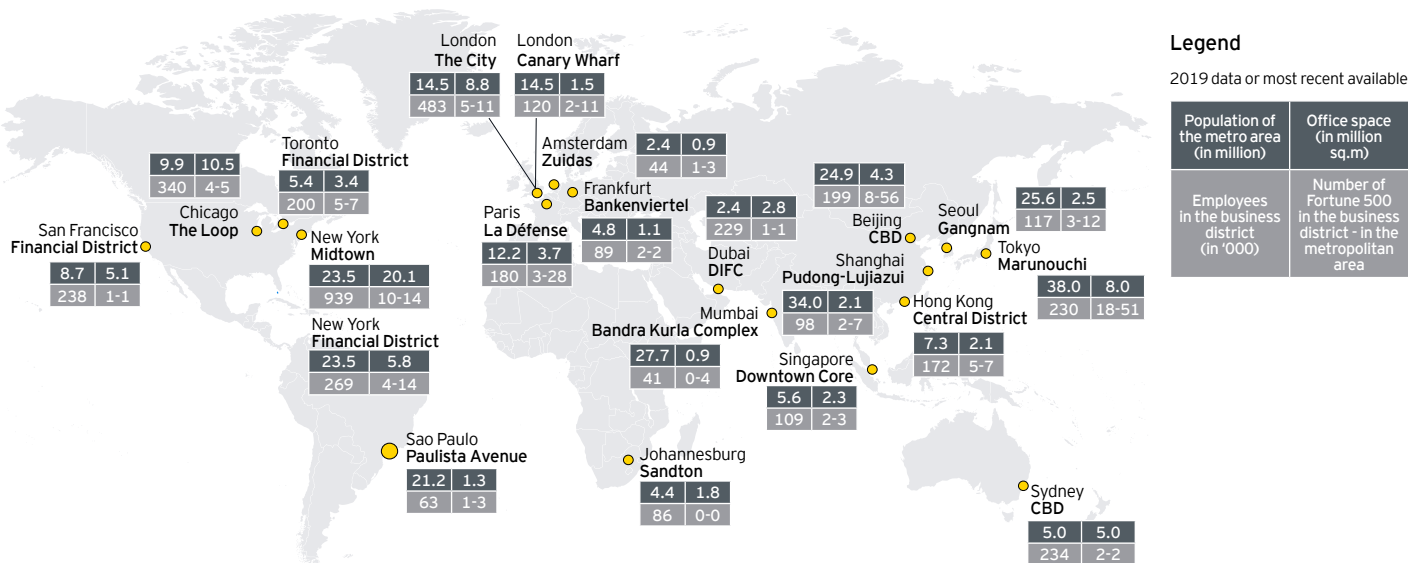 London
The City
14.5 8.8
483 5-11
London
Canary Wharf
14.5 1.5
120 2-11
Legend
2019 data or most recent available
Population of
the metro area
(in million)
Office space
(in million
sq.m)
Employees
in the business
district
(in '000)
Number of
Fortune 500
in the business
district - in the
metropolitan
area
Toronto
Financial District
5.4 3.4
200 5-7
9.9 10.5
340 4-5
Chicago
The Loop
San Francisco
Financial District
8.7 5.1
238 1-1
New York
Midtown
23.5 20.1
939 10-14
New York
Financial District
23.5 5.8
269 4-14
Sao Paulo
Paulista Avenue
21.2 1.3
63 1-3
Amsterdam
Zuidas
2.4 0.9
44 1-3
Frankfurt
Bankenviertel
4.8 1.1
89 2-2
Paris
La Défense
12.2 3.7
180 3-28
2.4 2.8
229 1-1
Dubai
DIFC
Mumbai
Bandra Kurla Complex
27.7 0.9
41 0-4
24.9 4.3
199 8-56
Beijing
CBD
25.6 2.5
117 3-12
Seoul
Gangnam
Tokyo
Marunouchi
38.0 8.0
230 18-51
Shanghai
Pudong-Lujiazui
34.0 2.1
98 2-7
Hong Kong
Central District
7.3 2.1
172 5-7
Singapore
Downtown Core
5.6 2.3
109 2-3
Johannesburg
Sandton
4.4 1.8
86 0-0
Sydney
CBD
5.0 5.0
234 2-2